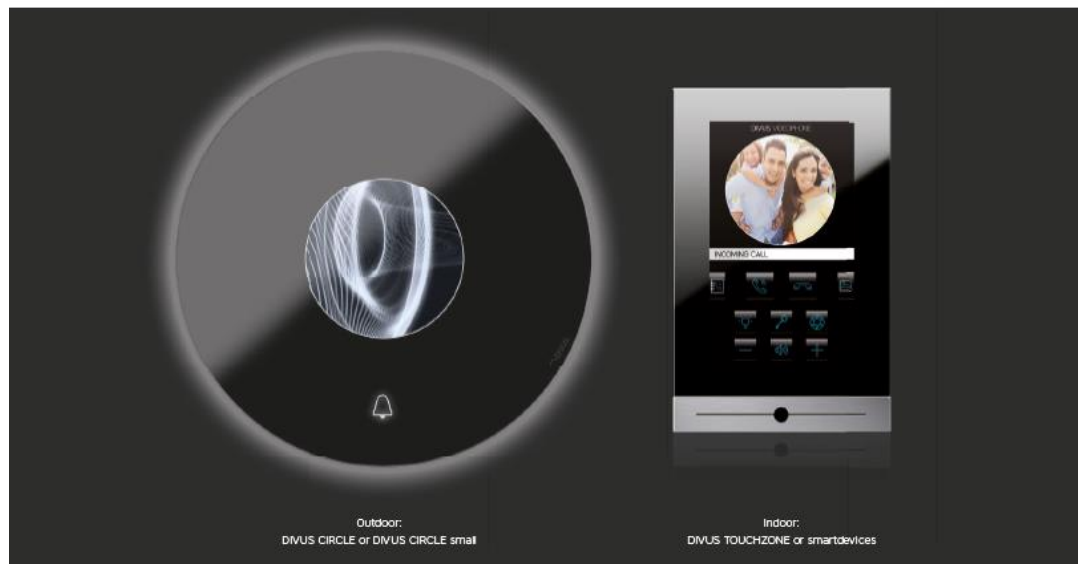 DIVUS VIDEOPHONE
INCOMING CALL
Outdoor:
DIVUS CIRCLE or DIVUS CIRCLE small
Indoor:
DIVUS TOUCHZONE or smartdevices